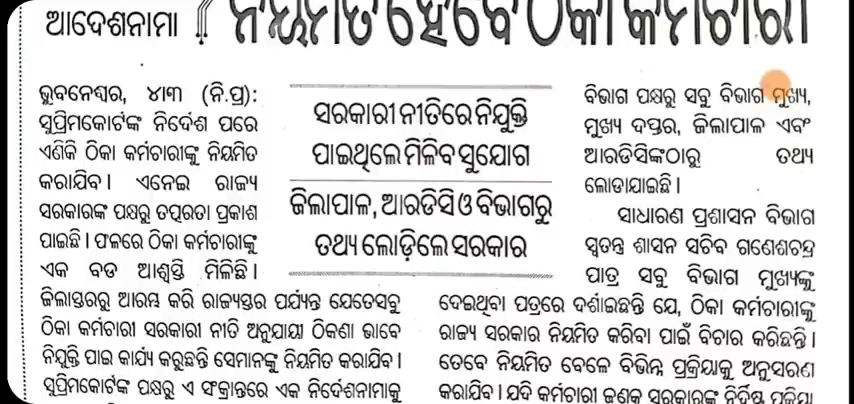 ଆଦେଶନାମା
ନିୟମିତ ହେବେ ଠିକା କର୍ମଚାରୀ
ଭୁବନେଶ୍ୱର, ୪।୩ (ନି.ପ୍ର):
ସୁପ୍ରିମକୋର୍ଟଙ୍କ ନିର୍ଦେଶ ପରେ
ଏଣିକି ଠିକା କର୍ମଚାରୀଙ୍କୁ ନିୟମିତ
କରାଯିବ। ଏନେଇ ରାଜ୍ୟ
ସରକାରଙ୍କ ପକ୍ଷରୁ ତତ୍ପରତା ପ୍ରକାଶ
ପାଇଛି। ଫଳରେ ଠିକା କର୍ମଚାରୀଙ୍କୁ
ଏକ ବଡ ଆଶ୍ୱସ୍ତି ମିଳିଛି।
ଜିଲାସ୍ତରରୁ ଆରମ୍ଭ କରି ରାଜ୍ୟସ୍ତର ପର୍ଯ୍ୟନ୍ତ ଯେତେସବୁ
ଠିକା କର୍ମଚାରୀ ସରକାରୀ ନୀତି ଅନୁଯାୟୀ ଠିକଣା ଭାବେ
ନିଯୁକ୍ତି ପାଇ କାର୍ଯ୍ୟ କରୁଛନ୍ତି ସେମାନଙ୍କୁ ନିୟମିତ କରାଯିବ।
ସୁପ୍ରିମକୋର୍ଟଙ୍କ ପକ୍ଷରୁ ଏ ସଂକ୍ରାନ୍ତରେ ଏକ ନିର୍ଦେଶନାମାକୁ
ସରକାରୀ ନୀତିରେ ନିଯୁକ୍ତି
ପାଇଥିଲେ ମିଳିବ ସୁଯୋଗ
ଜିଲାପାଳ, ଆରଡିସି ଓ ବିଭାଗରୁ
ତଥ୍ୟ ଲୋଡ଼ିଲେ ସରକାର
ବିଭାଗ ପକ୍ଷରୁ ସବୁ ବିଭାଗ ମୁଖ୍ୟ,
ମୁଖ୍ୟ ଦପ୍ତର, ଜିଲାପାଳ ଏବଂ
ଆରଡିସିଙ୍କଠାରୁ ତଥ୍ୟ
ଲୋଡାଯାଇଛି।
ସାଧାରଣ ପ୍ରଶାସନ ବିଭାଗ
ସ୍ୱତନ୍ତ୍ର ଶାସନ ସଚିବ ଗଣେଶଚନ୍ଦ୍ର
ପାତ୍ର ସବୁ ବିଭାଗ ମୁଖ୍ୟଙ୍କୁ
ଦେଇଥିବା ପତ୍ରରେ ଦର୍ଶାଇଛନ୍ତି ଯେ, ଠିକା କର୍ମଚାରୀଙ୍କୁ
ରାଜ୍ୟ ସରକାର ନିୟମିତ କରିବା ପାଇଁ ବିଚାର କରିଛନ୍ତି।
ତେବେ ନିୟମିତ ବେଳେ ବିଭିନ୍ନ ପ୍ରକ୍ରିୟାକୁ ଅନୁସରଣ
କରାଯିବ। ଯଦି କର୍ମଚାରୀ ଜଣକ ସରକାରଙ୍କ ନିର୍ଦ୍ଦିଷ୍ଟ ପ୍ରକ୍ରିୟା